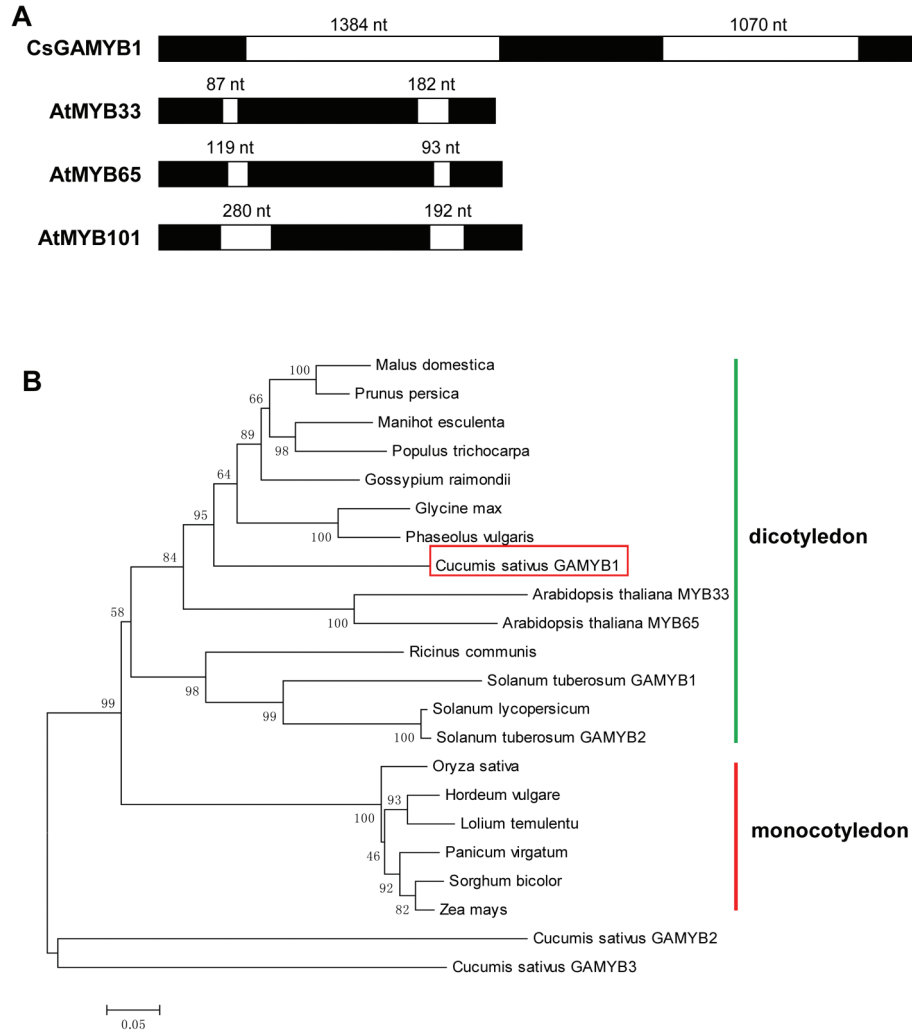 A
1384 nt
1070 nt
CsGAMYB1
87 nt
182 nt
AtMYB33
119 nt
93 nt
AtMYB65
280 nt
192 nt
AtMYB101
B
Malus domestica
100
Prunus persica
66
Manihot esculenta
98
Populus trichocarpa
89
Gossypium raimondii
64
Glycine max
100
Phaseolus vulgaris
95
Cucumis sativus GAMYB1
84
Arabidopsis thaliana MYB33
100
Arabidopsis thaliana MYB65
58
Ricinus communis
98
Solanum tuberosum GAMYB1
99
Solanum lycopersicum
100
Solanum tuberosum GAMYB2
99
Oryza sativa
100
Hordeum vulgare
93
Lolium temulentu
46
Panicum virgatum
92
Sorghum bicolor
82
Zea mays
Cucumis sativus GAMYB2
Cucumis sativus GAMYB3
dicotyledon
monocotyledon
0.05